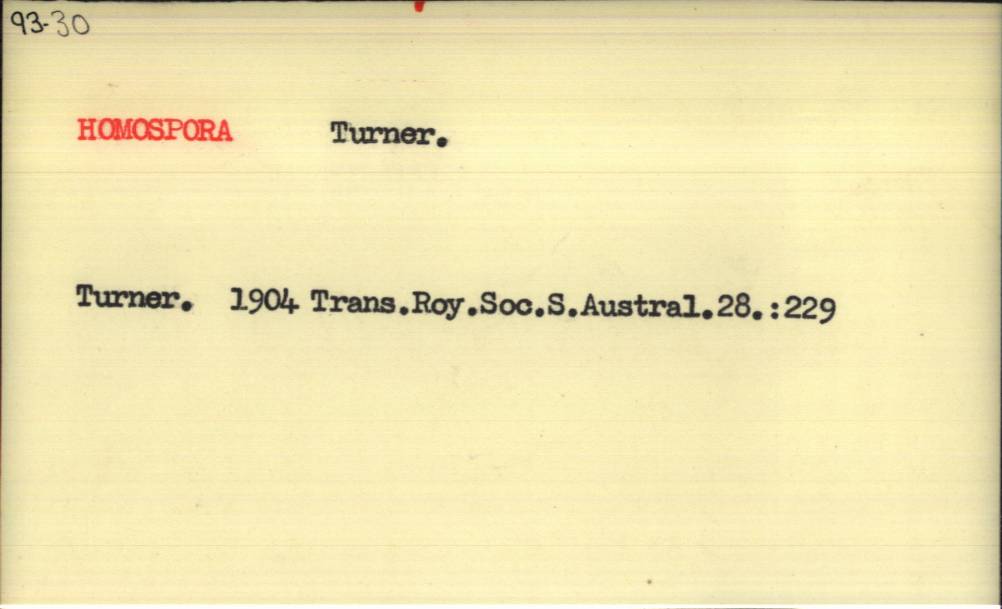 93-30
HOMOSPORA Turner.
Turner. 1904 Trans.Roy.Soc.S.Austral.28.:229